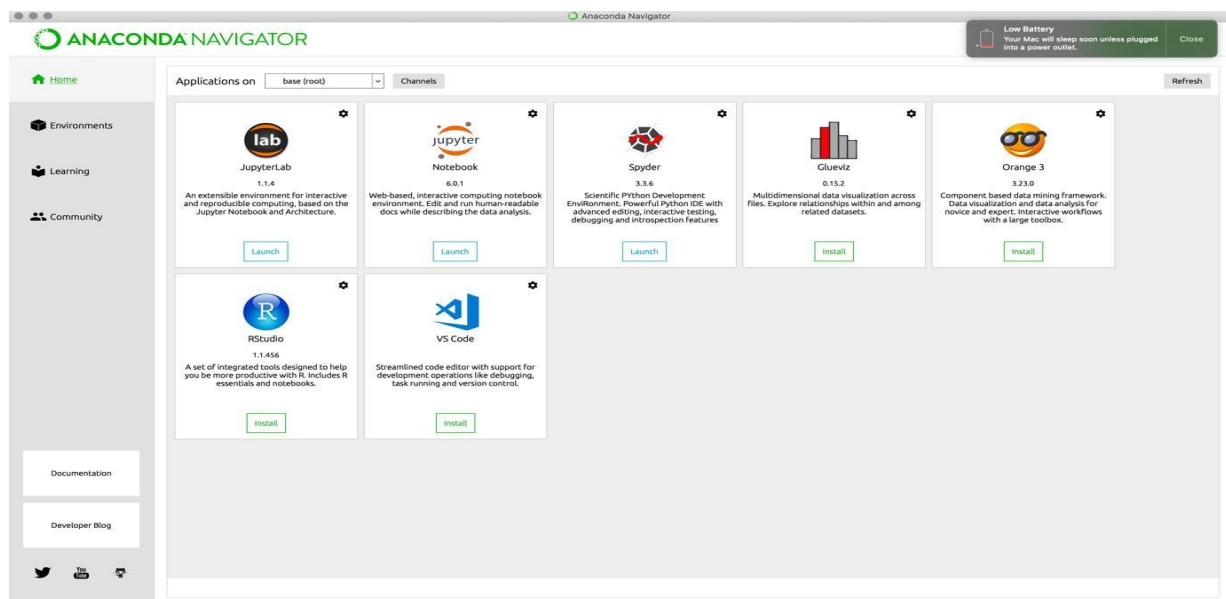 Anaconda Navigator
ANACONDA NAVIGATOR
Low Battery
Your Mac will sleep soon unless plugged
into a power outlet.
Close
Home
Environments
Learning
Community
Documentation
Developer Blog
You
Tube
Applications on
base (root)
Channels
Refresh
lab
JupyterLab
1.1.4
An extensible environment for interactive
and reproducible computing, based on the
Jupyter Notebook and Architecture.
Launch
jupyter
Notebook
6.0.1
Web-based, interactive computing notebook
environment. Edit and run human-readable
docs while describing the data analysis.
Launch
Spyder
3.3.6
Scientific PYthon Development
EnviRonment. Powerful Python IDE with
advanced editing, interactive testing,
debugging and introspection features
Launch
Glueviz
0.15.2
Multidimensional data visualization across
files. Explore relationships within and among
related datasets.
Install
Orange 3
3.23.0
Component based data mining framework.
Data visualization and data analysis for
novice and expert. Interactive workflows
with a large toolbox.
Install
R
RStudio
1.1.456
A set of integrated tools designed to help
you be more productive with R. Includes R
essentials and notebooks.
Install
VS Code
Streamlined code editor with support for
development operations like debugging,
task running and version control.
Install